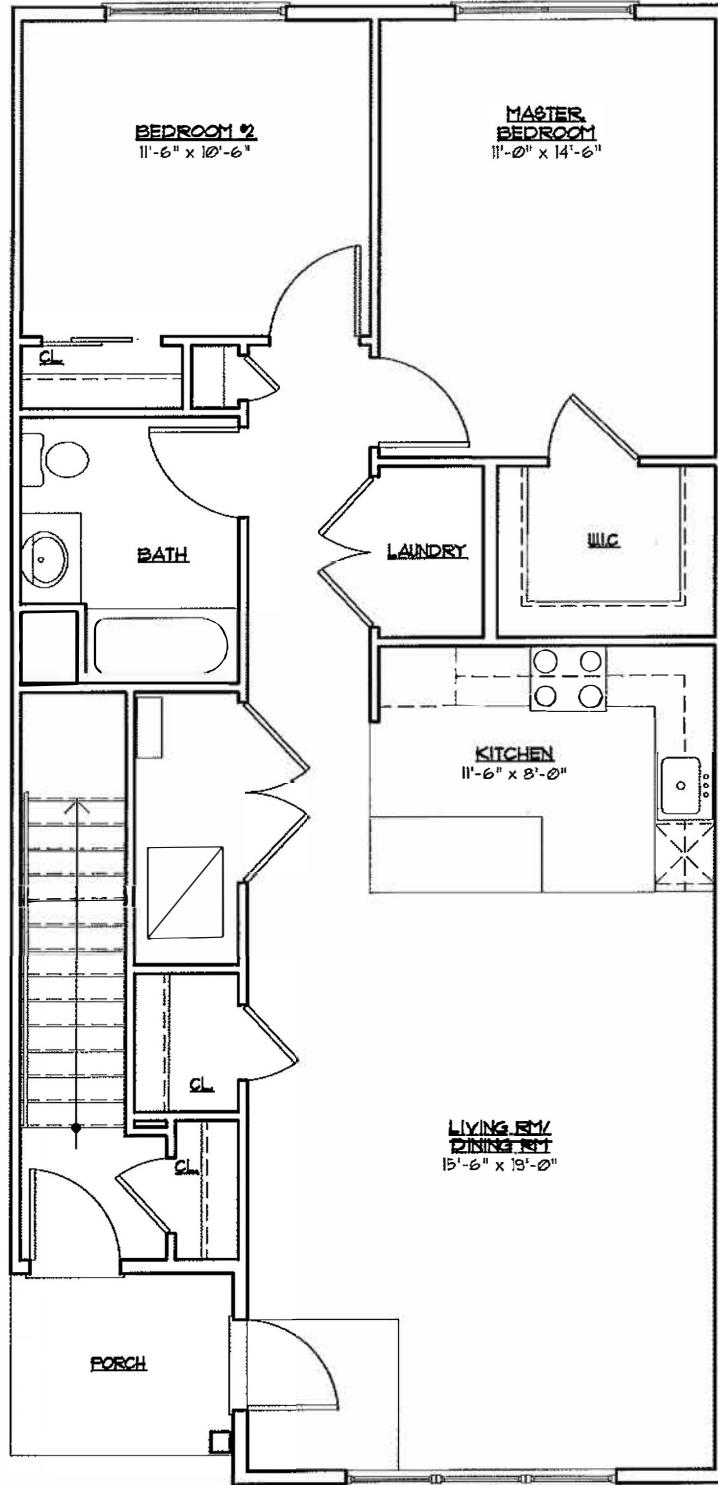 BEDROOM #2
11'-6" x 10'-6"
MASTER
BEDROOM
11'-0" x 14'-6"
CL.
BATH
LAUNDRY
W.I.C
KITCHEN
11'-6" x 8'-0"
CL.
CL.
LIVING RM/
DINING RM
15'-6" x 19'-0"
PORCH